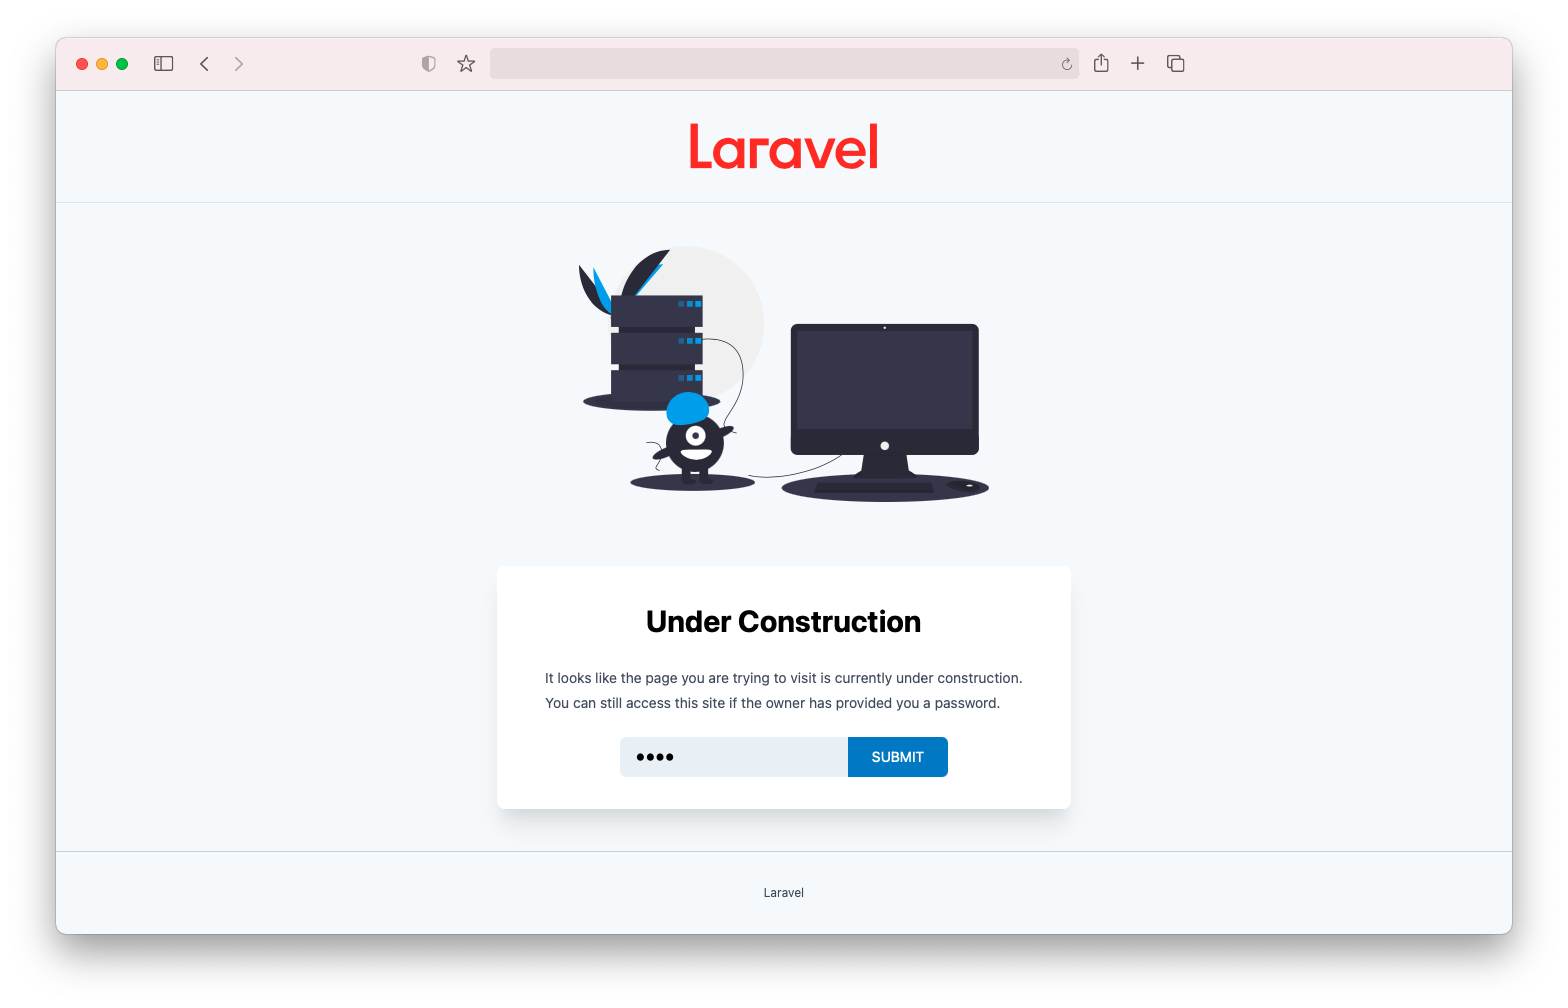 Laravel
Under Construction
It looks like the page you are trying to visit is currently under construction.
You can still access this site if the owner has provided you a password.
SUBMIT
Laravel